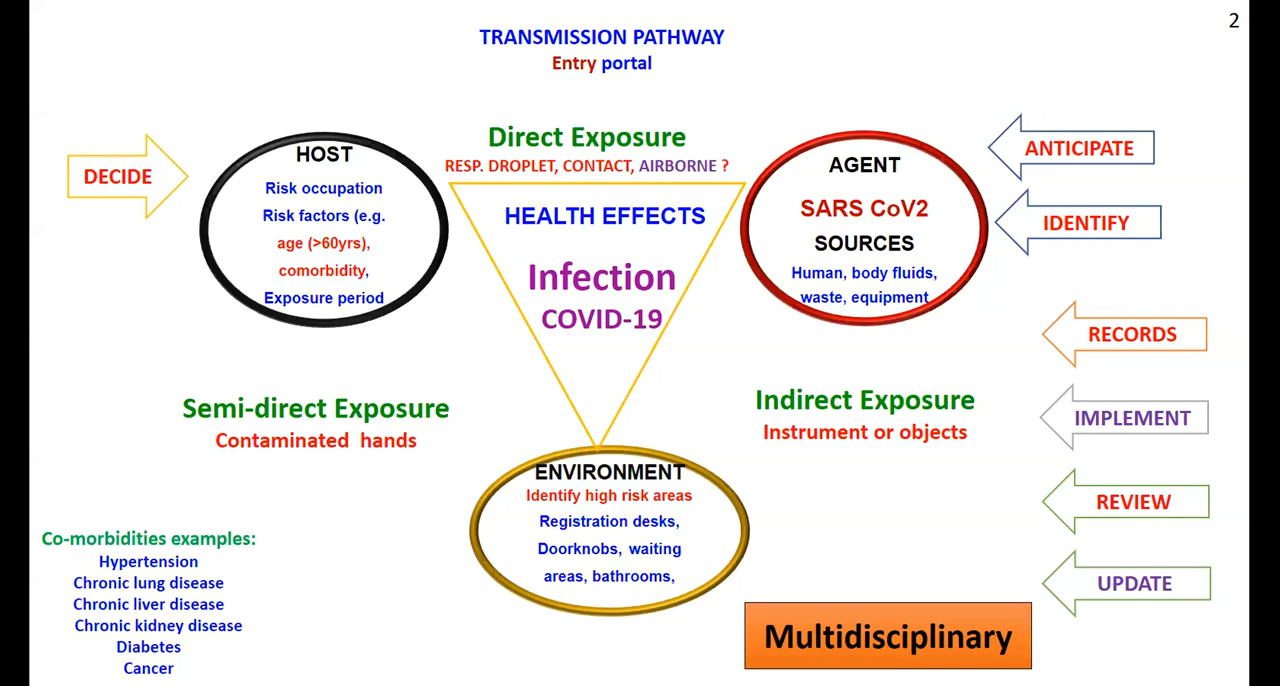 2
TRANSMISSION PATHWAY
Entry portal
DECIDE
HOST
Risk occupation
Risk factors (e.g.
age (>60yrs),
comorbidity,
Exposure period
Direct Exposure
RESP. DROPLET, CONTACT, AIRBORNE ?
HEALTH EFFECTS
Infection
COVID-19
AGENT
SARS CoV2
SOURCES
Human, body fluids,
waste, equipment
ANTICIPATE
IDENTIFY
RECORDS
IMPLEMENT
REVIEW
UPDATE
Semi-direct Exposure
Contaminated hands
Indirect Exposure
Instrument or objects
ENVIRONMENT
Identify high risk areas
Registration desks,
Doorknobs, waiting
areas, bathrooms,
Co-morbidities examples:
Hypertension
Chronic lung disease
Chronic liver disease
Chronic kidney disease
Diabetes
Cancer
Multidisciplinary